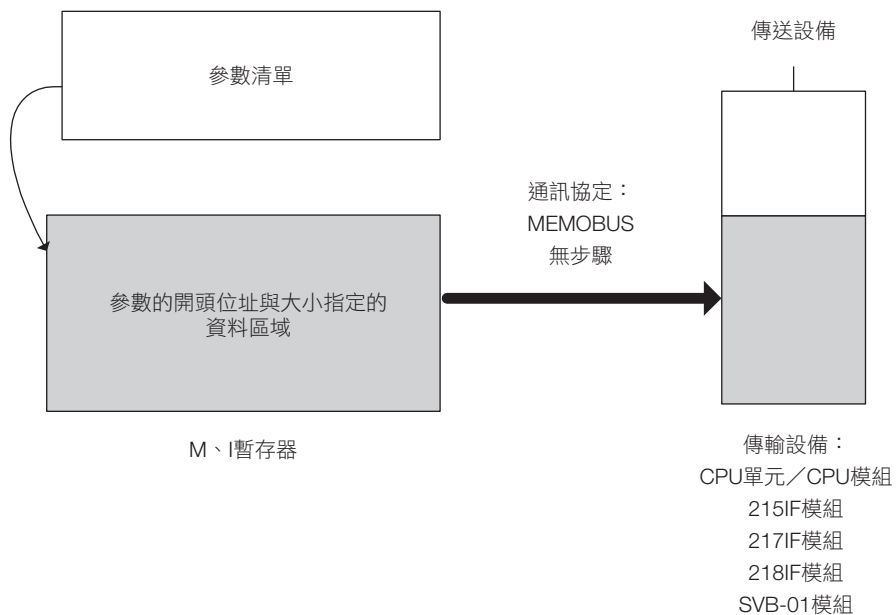 參數清單
傳送設備
通訊協定：
MEMOBUS
無步驟
參數的開頭位址與大小指定的
資料區域
M、I暫存器
傳輸設備：
CPU單元／CPU模組
215IF模組
217IF模組
218IF模組
SVB-01模組